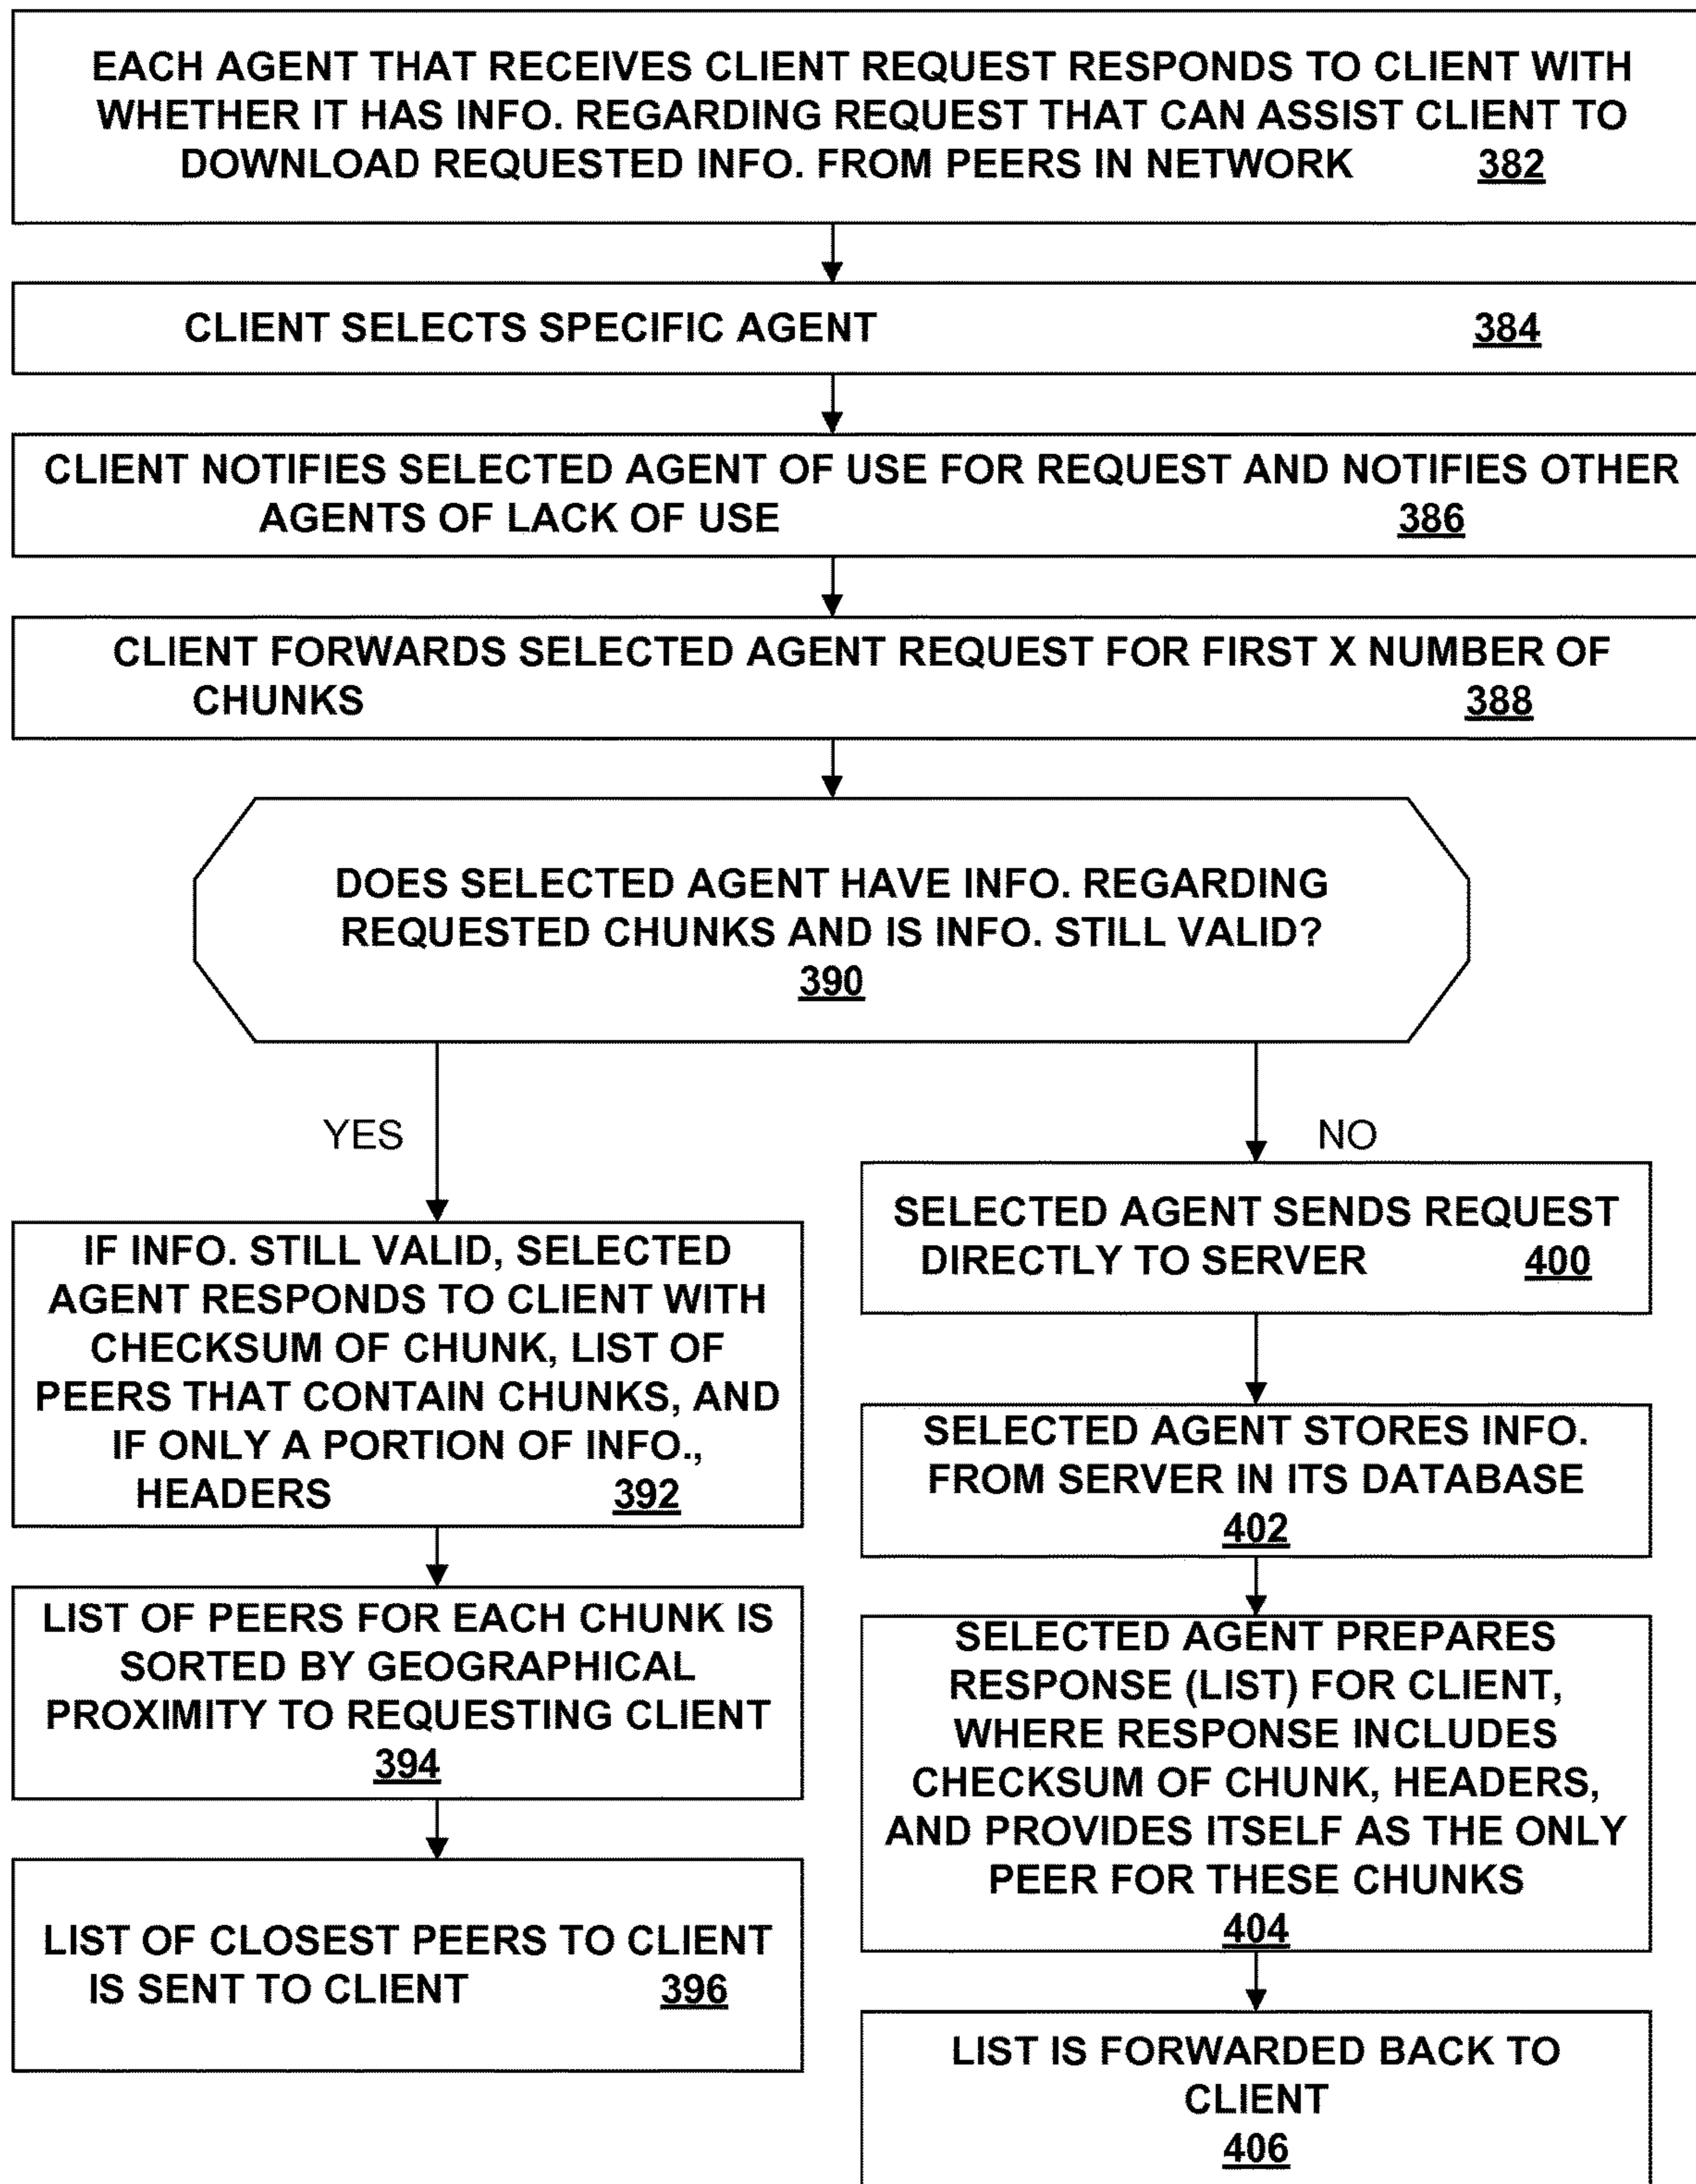 EACH AGENT THAT RECEIVES CLIENT REQUEST RESPONDS TO CLIENT WITH
WHETHER IT HAS INFO. REGARDING REQUEST THAT CAN ASSIST CLIENT TO
DOWNLOAD REQUESTED INFO. FROM PEERS IN NETWORK 382
CLIENT SELECTS SPECIFIC AGENT 384
CLIENT NOTIFIES SELECTED AGENT OF USE FOR REQUEST AND NOTIFIES OTHER
AGENTS OF LACK OF USE 386
CLIENT FORWARDS SELECTED AGENT REQUEST FOR FIRST X NUMBER OF
CHUNKS 388
DOES SELECTED AGENT HAVE INFO. REGARDING
REQUESTED CHUNKS AND IS INFO. STILL VALID?
390
YES
IF INFO. STILL VALID, SELECTED
AGENT RESPONDS TO CLIENT WITH
CHECKSUM OF CHUNK, LIST OF
PEERS THAT CONTAIN CHUNKS, AND
IF ONLY A PORTION OF INFO.,
HEADERS 392
LIST OF PEERS FOR EACH CHUNK IS
SORTED BY GEOGRAPHICAL
PROXIMITY TO REQUESTING CLIENT
394
LIST OF CLOSEST PEERS TO CLIENT
IS SENT TO CLIENT 396
NO
SELECTED AGENT SENDS REQUEST
DIRECTLY TO SERVER 400
SELECTED AGENT STORES INFO.
FROM SERVER IN ITS DATABASE
402
SELECTED AGENT PREPARES
RESPONSE (LIST) FOR CLIENT,
WHERE RESPONSE INCLUDES
CHECKSUM OF CHUNK, HEADERS,
AND PROVIDES ITSELF AS THE ONLY
PEER FOR THESE CHUNKS
404
LIST IS FORWARDED BACK TO
CLIENT
406